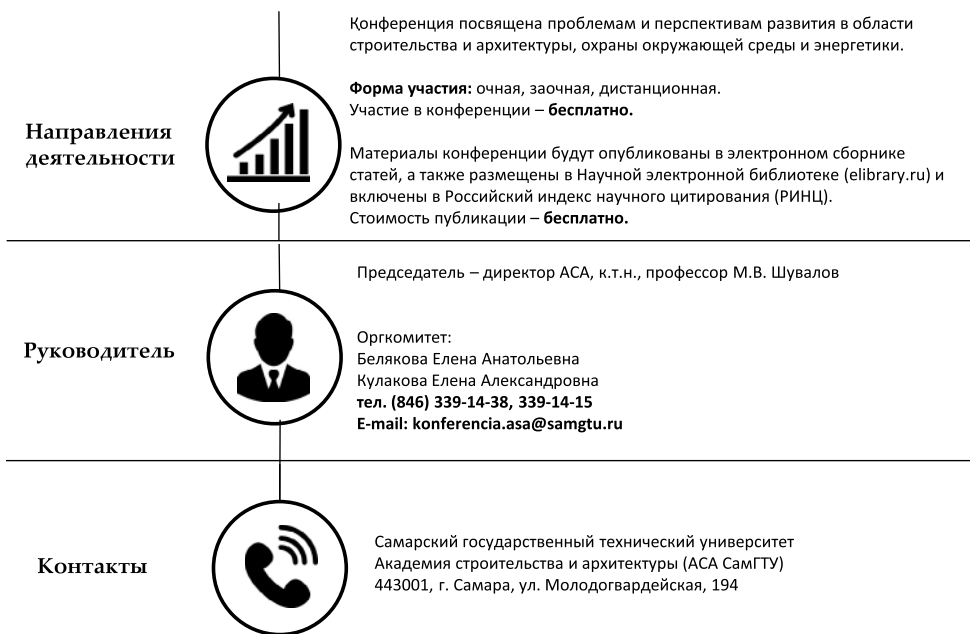 Направления
деятельности
Конференция посвящена проблемам и перспективам развития в области
строительства и архитектуры, охраны окружающей среды и энергетики.
Форма участия: очная, заочная, дистанционная.
Участие в конференции – бесплатно.
Материалы конференции будут опубликованы в электронном сборнике
статей, а также размещены в Научной электронной библиотеке (elibrary.ru) и
включены в Российский индекс научного цитирования (РИНЦ).
Стоимость публикации – бесплатно.
Руководитель
Председатель – директор АСА, к.т.н., профессор М.В. Шувалов
Оргкомитет:
Белякова Елена Анатольевна
Кулакова Елена Александровна
тел. (846) 339-14-38, 339-14-15
E-mail: konferencia.asa@samgtu.ru
Контакты
Самарский государственный технический университет
Академия строительства и архитектуры (АСА СамГТУ)
443001, г. Самара, ул. Молодогвардейская, 194